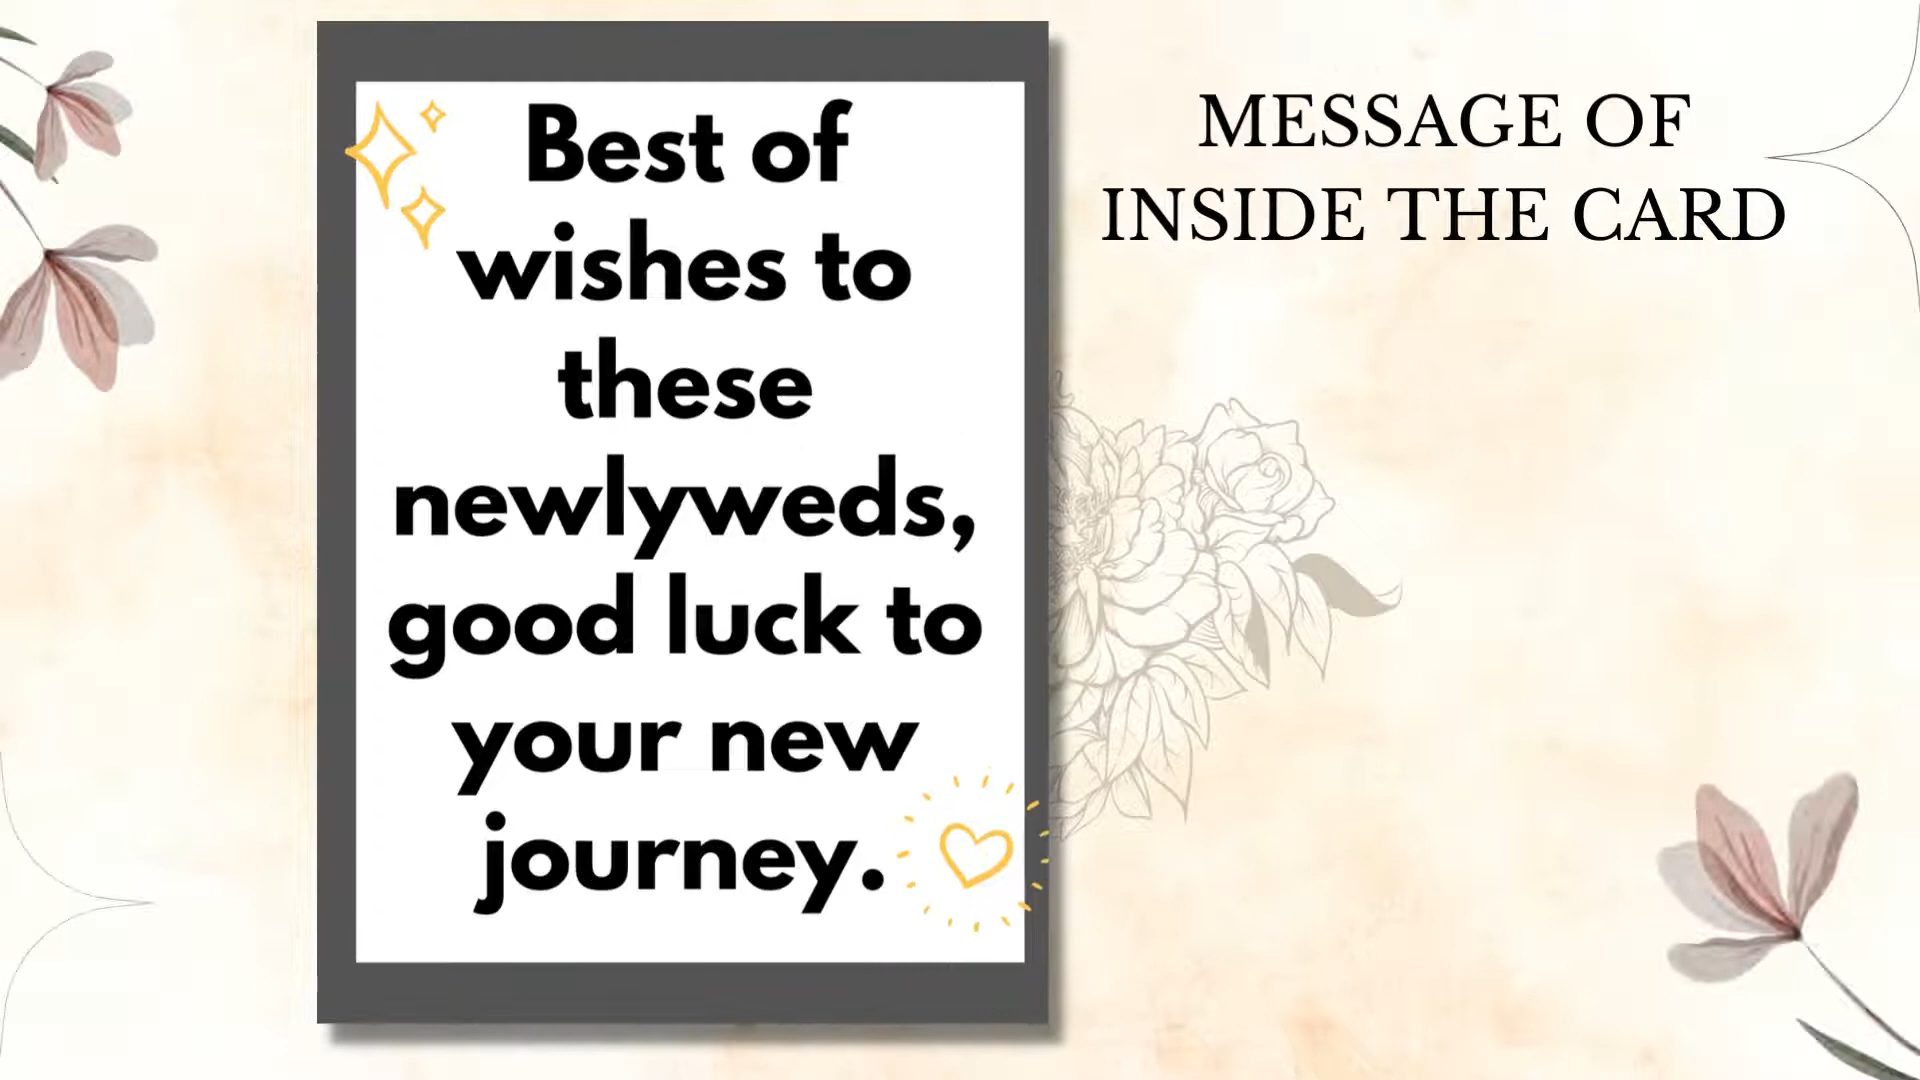 Best of
wishes to
these
newlyweds,
good luck to
your new
journey.
MESSAGE OF
INSIDE THE CARD